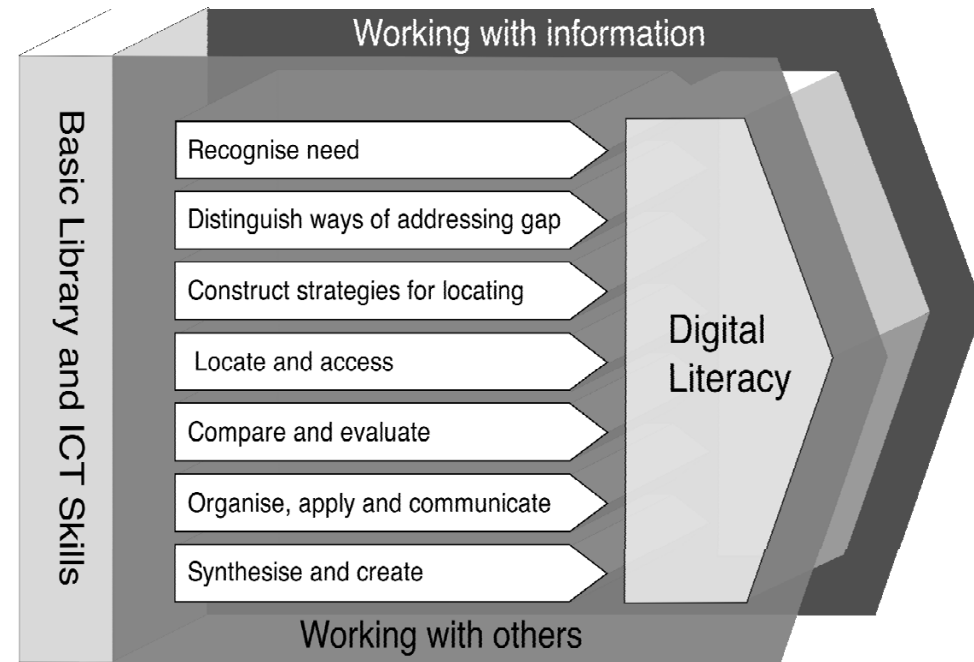 Working with information
Basic Library and ICT Skills
Recognise need
Distinguish ways of addressing gap
Construct strategies for locating
Locate and access
Compare and evaluate
Organise, apply and communicate
Synthesise and create
Digital
Literacy
Working with others